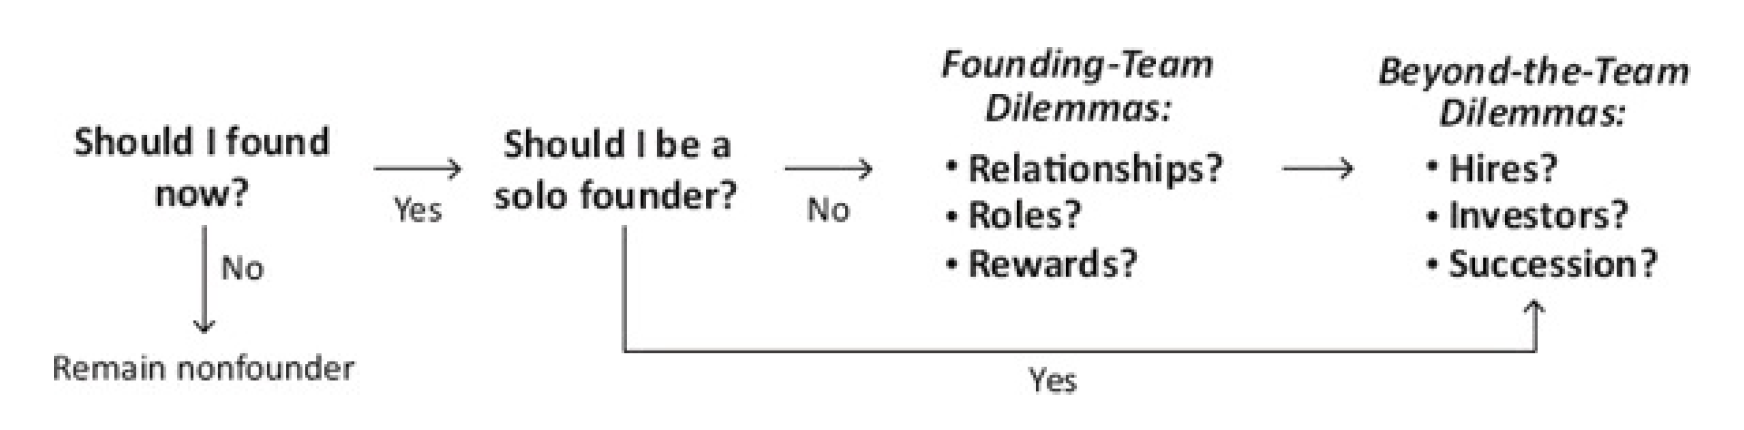 Should I found
now?
Yes
No
Remain nonfounder
Should I be a
solo founder?
No
Yes
Founding-Team
Dilemmas:
• Relationships?
• Roles?
• Rewards?
Beyond-the-Team
Dilemmas:
• Hires?
• Investors?
• Succession?